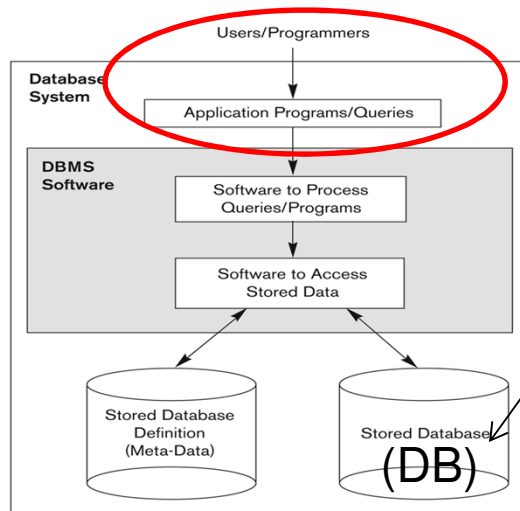 Users/Programmers
Database
System
Application Programs/Queries
DBMS
Software
Software to Process
Queries/Programs
Software to Access
Stored Data
Stored Database
Definition
(Meta-Data)
Stored Database
(DB)